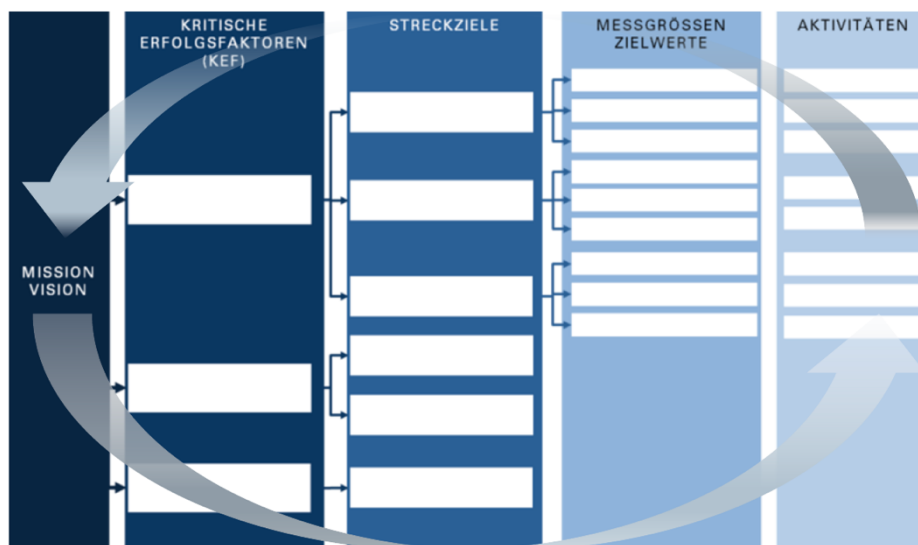 KRITISCHE
ERFOLGSFAKTOREN
(KEF)
STRECKZIELE
MESSGRÖSSEN
ZIELWERTE
AKTIVITÄTEN
MISSION
VISION